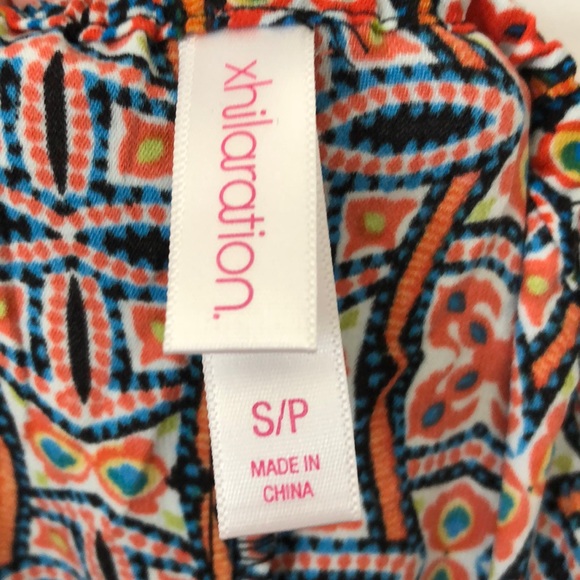 xhilaration.
S/P
MADE IN
CHINA